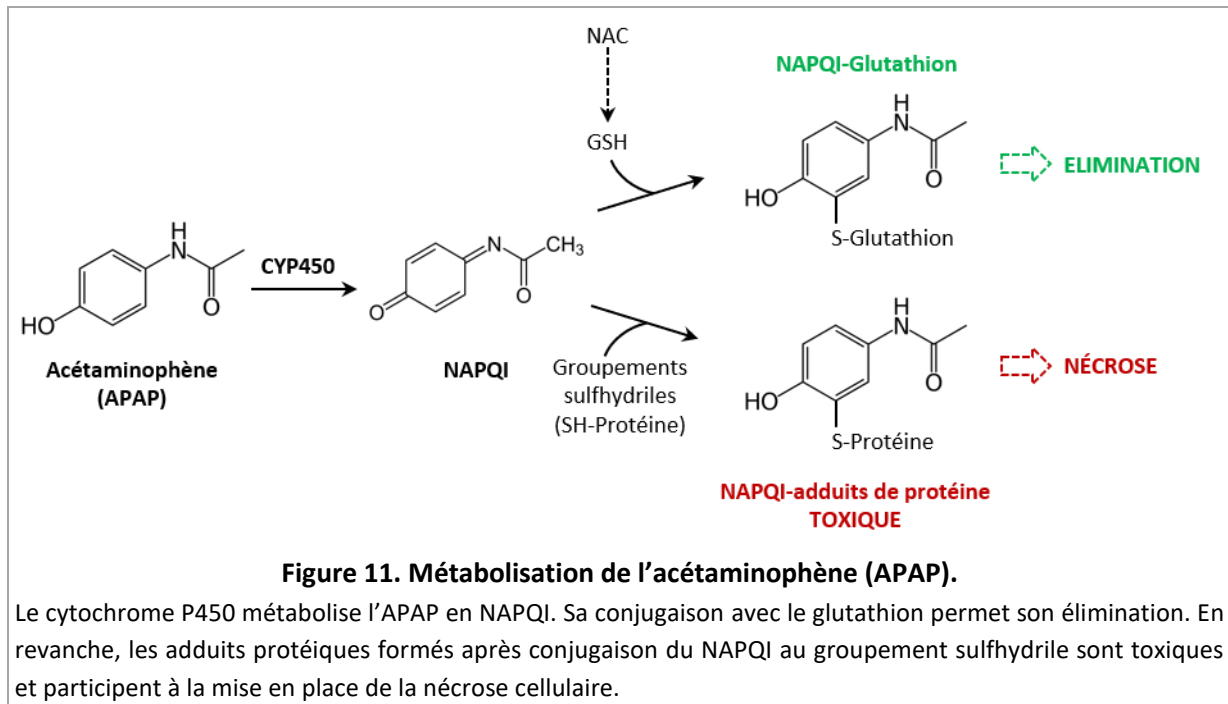 NAC
GSH
NAPQI-Glutathion
H
N
O
HO
S-Glutathion
ELIMINATION
H
N
O
HO
Acétaminophène
(APAP)
CYP450
O
N
CH3
O
NAPQI
Groupements
sulfhydriles
(SH-Protéine)
H
N
O
HO
S-Protéine
NÉCROSE
NAPQI-adduits de protéine
TOXIQUE
Figure 11. Métabolisation de l’acétaminophène (APAP).
Le cytochrome P450 métabolise l’APAP en NAPQI. Sa conjugaison avec le glutathion permet son élimination. En
revanche, les adduits protéiques formés après conjugaison du NAPQI au groupement sulfhydrile sont toxiques
et participent à la mise en place de la nécrose cellulaire.